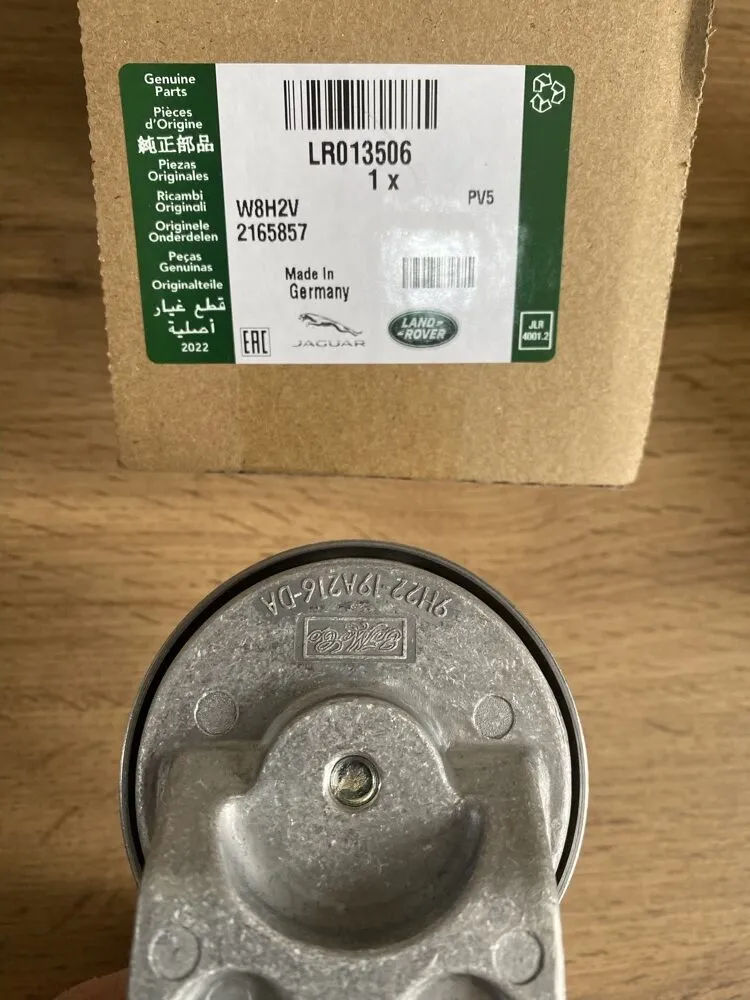 Genuine
Parts
Pièces
d'Origine
純正部品
Piezas
Originales
Ricambi
Originali
Originele
Onderdelen
Peças
Genuinas
Originalteile
قطع غيار
أصلية
2022
LR013506
1 x
PV5
W8H2V
2165857
Made In
Germany
EAC
JAGUAR
LAND-
ROVER
JLR
4001.2
9H22-19A216-DA
FoMoCo